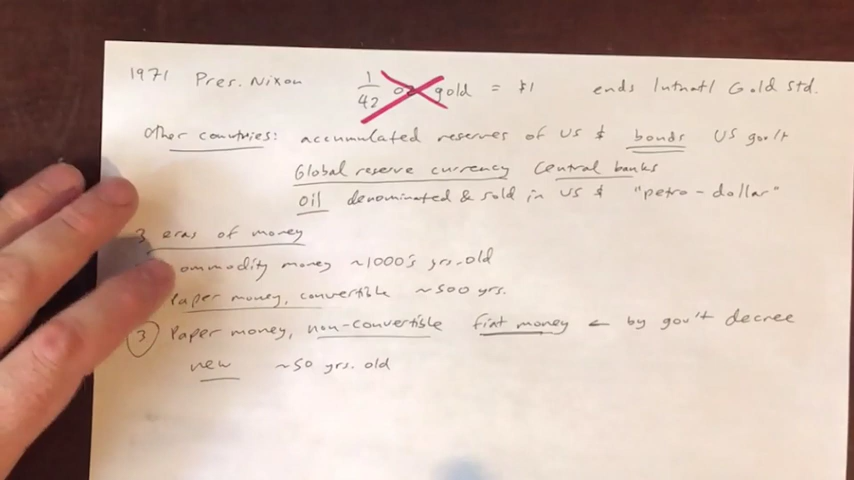 1971 Pres. Nixon 1/42 oz gold = $1 ends Intnat'l Gold Std.
Other countries: accumulated reserves of US $ bonds US gov't
Global reserve currency Central banks
Oil denominated & sold in US $ "petro-dollar"
3 eras of money
ommodity money ~1000's yrs. old
Paper money, convertible ~500 yrs.
3 Paper money, non-convertible fiat money ← by gov't decree
new ~50 yrs. old